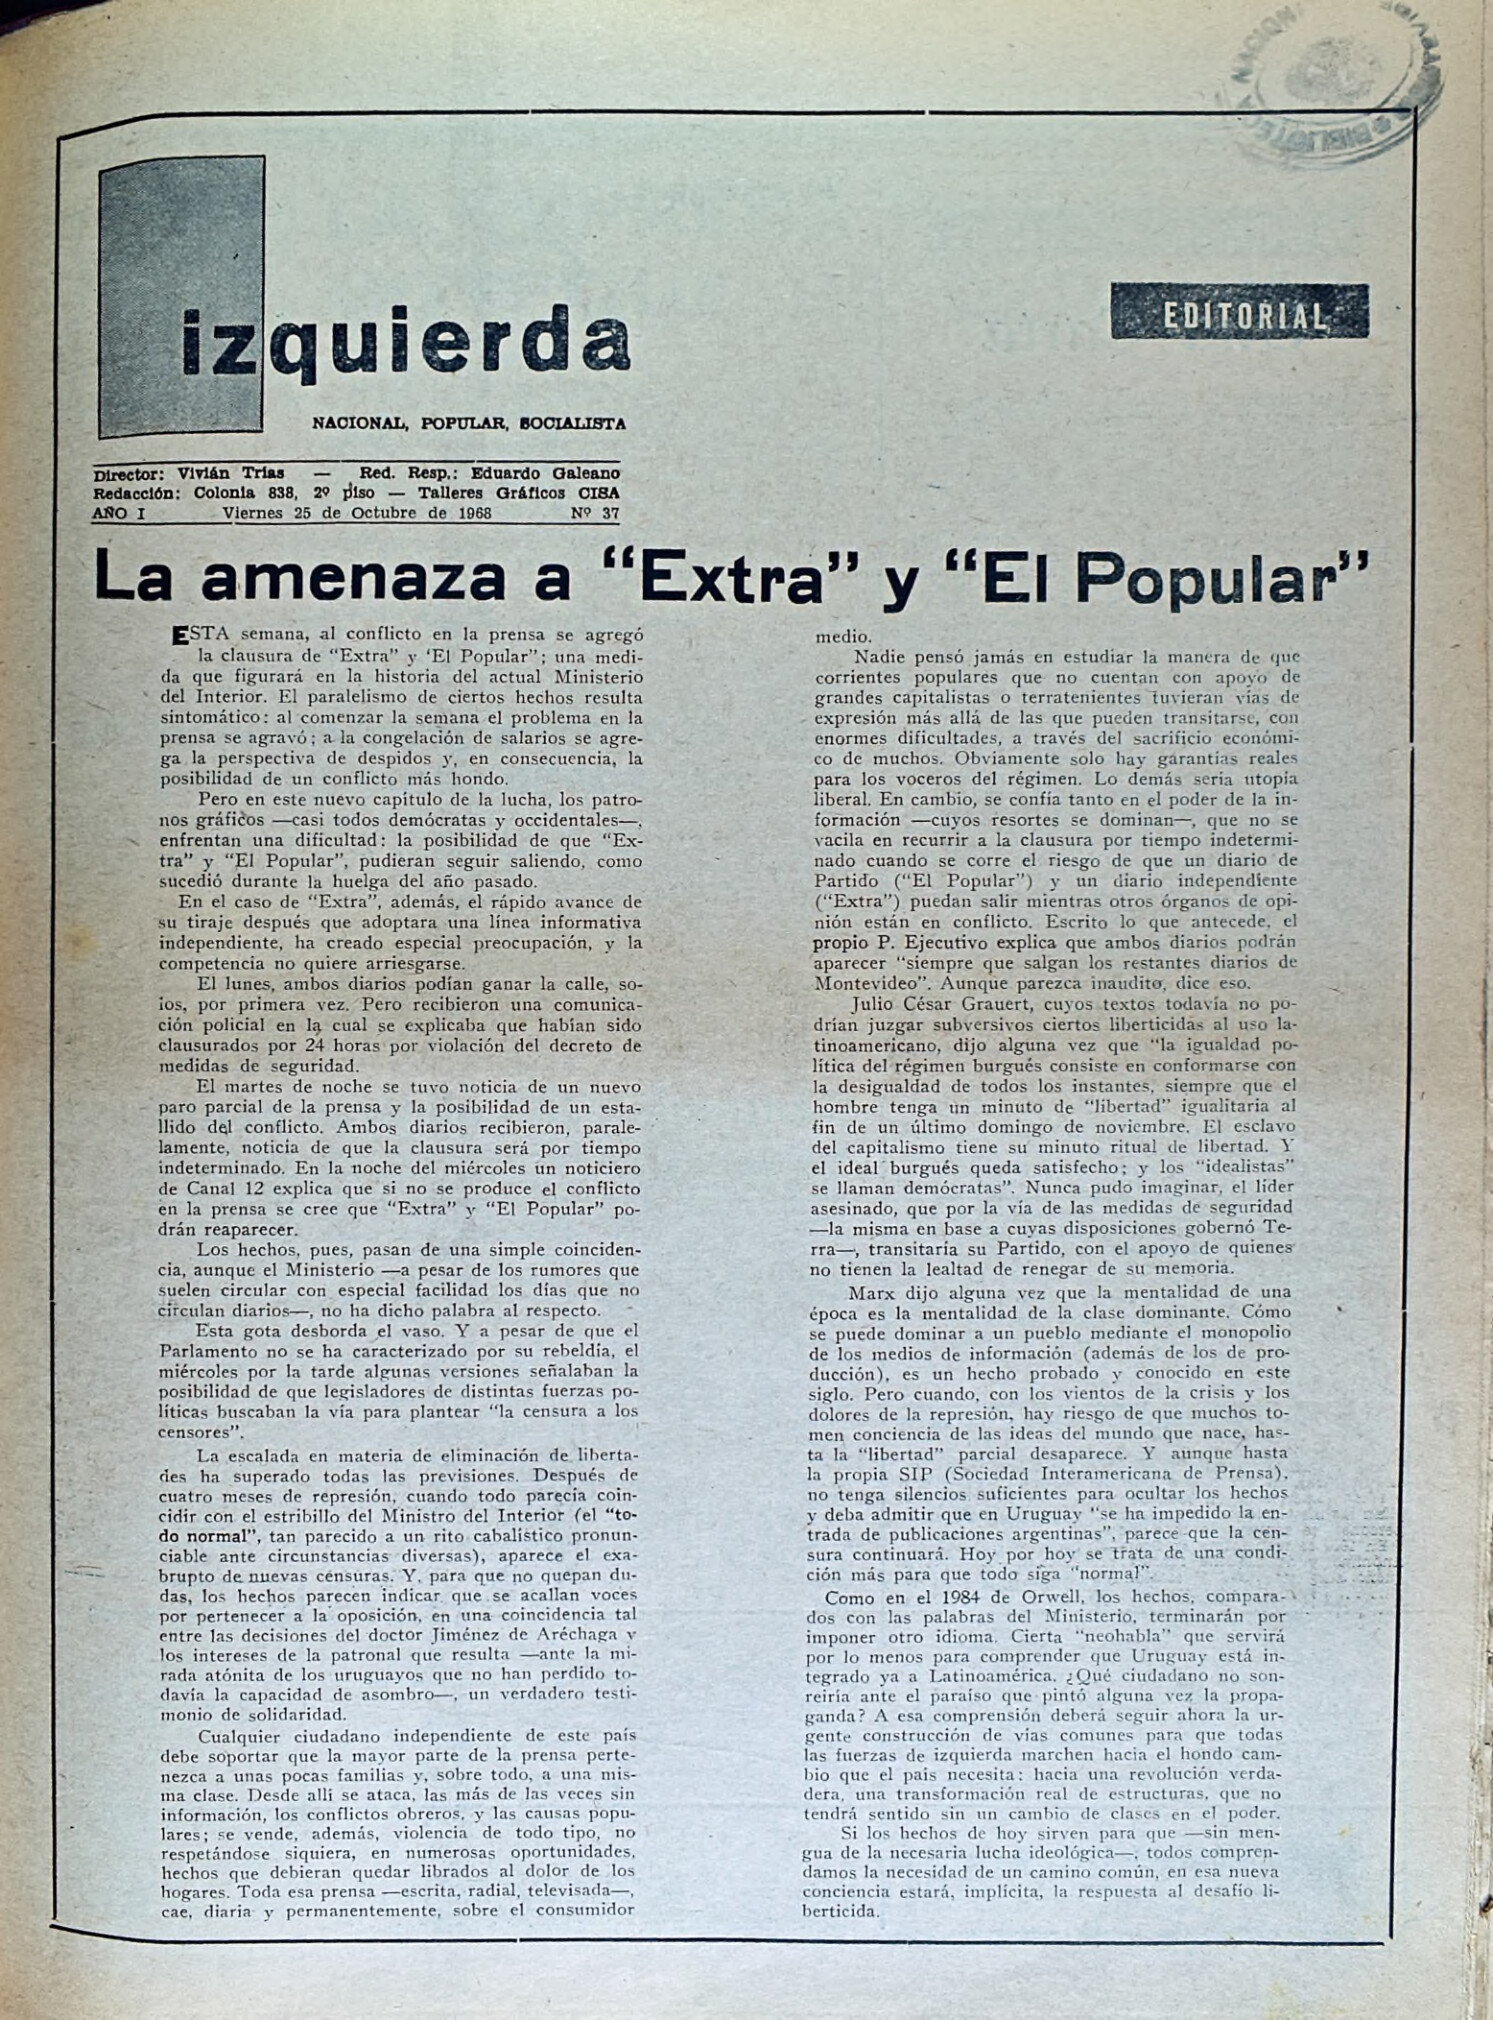 izquierda
EDITORIAL
NACIONAL, POPULAR, SOCIALISTA
Director: Vivián Trías — Red. Resp.: Eduardo Galeano
Redacción: Colonia 838, 2º piso — Talleres Gráficos CISA
AÑO I Viernes 25 de Octubre de 1968 Nº 37
La amenaza a “Extra” y “El Popular”
ESTA semana, al conflicto en la prensa se agregó
la clausura de “Extra” y ‘El Popular”; una medi-
da que figurará en la historia del actual Ministerio
del Interior. El paralelismo de ciertos hechos resulta
sintomático: al comenzar la semana el problema en la
prensa se agravó; a la congelación de salarios se agre-
ga la perspectiva de despidos y, en consecuencia, la
posibilidad de un conflicto más hondo.
Pero en este nuevo capítulo de la lucha, los patro-
nos gráficos —casi todos demócratas y occidentales—,
enfrentan una dificultad: la posibilidad de que “Ex-
tra” y “El Popular”, pudieran seguir saliendo, como
sucedió durante la huelga del año pasado.
En el caso de “Extra”, además, el rápido avance de
su tiraje después que adoptara una línea informativa
independiente, ha creado especial preocupación, y la
competencia no quiere arriesgarse.
El lunes, ambos diarios podían ganar la calle, so-
ios, por primera vez. Pero recibieron una comunica-
ción policial en la cual se explicaba que habían sido
clausurados por 24 horas por violación del decreto de
medidas de seguridad.
El martes de noche se tuvo noticia de un nuevo
paro parcial de la prensa y la posibilidad de un esta-
llido del conflicto. Ambos diarios recibieron, parale-
lamente, noticia de que la clausura será por tiempo
indeterminado. En la noche del miércoles un noticiero
de Canal 12 explica que si no se produce el conflicto
en la prensa se cree que “Extra” y “El Popular” po-
drán reaparecer.
Los hechos, pues, pasan de una simple coinciden-
cia, aunque el Ministerio —a pesar de los rumores que
suelen circular con especial facilidad los días que no
circulan diarios—, no ha dicho palabra al respecto.
Esta gota desborda el vaso. Y a pesar de que el
Parlamento no se ha caracterizado por su rebeldía, el
miércoles por la tarde algunas versiones señalaban la
posibilidad de que legisladores de distintas fuerzas po-
líticas buscaban la vía para plantear “la censura a los
censores”.
La escalada en materia de eliminación de liberta-
des ha superado todas las previsiones. Después de
cuatro meses de represión, cuando todo parecía coin-
cidir con el estribillo del Ministro del Interior (el “to-
do normal”, tan parecido a un rito cabalístico pronun-
ciable ante circunstancias diversas), aparece el exa-
brupto de nuevas censuras. Y, para que no quepan du-
das, los hechos parecen indicar que se acallan voces
por pertenecer a la oposición, en una coincidencia tal
entre las decisiones del doctor Jiménez de Aréchaga y
los intereses de la patronal que resulta —ante la mi-
rada atónita de los uruguayos que no han perdido to-
davía la capacidad de asombro—, un verdadero testi-
monio de solidaridad.
Cualquier ciudadano independiente de este país
debe soportar que la mayor parte de la prensa perte-
nezca a unas pocas familias y, sobre todo, a una mis-
ma clase. Desde allí se ataca, las más de las veces sin
información, los conflictos obreros, y las causas popu-
lares; se vende, además, violencia de todo tipo, no
respetándose siquiera, en numerosas oportunidades,
hechos que debieran quedar librados al dolor de los
hogares. Toda esa prensa —escrita, radial, televisada—,
cae, diaria y permanentemente, sobre el consumidor
medio.
Nadie pensó jamás en estudiar la manera de que
corrientes populares que no cuentan con apoyo de
grandes capitalistas o terratenientes tuvieran vías de
expresión más allá de las que pueden transitarse, con
enormes dificultades, a través del sacrificio económi-
co de muchos. Obviamente solo hay garantías reales
para los voceros del régimen. Lo demás sería utopía
liberal. En cambio, se confía tanto en el poder de la in-
formación —cuyos resortes se dominan—, que no se
vacila en recurrir a la clausura por tiempo indetermi-
nado cuando se corre el riesgo de que un diario de
Partido (“El Popular”) y un diario independiente
(“Extra”) puedan salir mientras otros órganos de opi-
nión están en conflicto. Escrito lo que antecede, el
propio P. Ejecutivo explica que ambos diarios podrán
aparecer “siempre que salgan los restantes diarios de
Montevideo”. Aunque parezca inaudito, dice eso.
Julio César Grauert, cuyos textos todavía no po-
drían juzgar subversivos ciertos liberticidas al uso la-
tinoamericano, dijo alguna vez que “la igualdad po-
lítica del régimen burgués consiste en conformarse con
la desigualdad de todos los instantes, siempre que el
hombre tenga un minuto de “libertad” igualitaria al
fin de un último domingo de noviembre. El esclavo
del capitalismo tiene su minuto ritual de libertad. Y
el ideal burgués queda satisfecho; y los “idealistas”
se llaman demócratas”. Nunca pudo imaginar, el líder
asesinado, que por la vía de las medidas de seguridad
—la misma en base a cuyas disposiciones gobernó Te-
rra—, transitaría su Partido, con el apoyo de quienes
no tienen la lealtad de renegar de su memoria.
Marx dijo alguna vez que la mentalidad de una
época es la mentalidad de la clase dominante. Cómo
se puede dominar a un pueblo mediante el monopolio
de los medios de información (además de los de pro-
ducción), es un hecho probado y conocido en este
siglo. Pero cuando, con los vientos de la crisis y los
dolores de la represión, hay riesgo de que muchos to-
men conciencia de las ideas del mundo que nace, has-
ta la “libertad” parcial desaparece. Y aunque hasta
la propia SIP (Sociedad Interamericana de Prensa),
no tenga silencios suficientes para ocultar los hechos
y deba admitir que en Uruguay “se ha impedido la en-
trada de publicaciones argentinas”, parece que la cen-
sura continuará. Hoy por hoy se trata de una condi-
ción más para que todo siga “normal”.
Como en el 1984 de Orwell, los hechos, compara-
dos con las palabras del Ministerio, terminarán por
imponer otro idioma. Cierta “neohabla” que servirá
por lo menos para comprender que Uruguay está in-
tegrado ya a Latinoamérica. ¿Qué ciudadano no son-
reiría ante el paraíso que pintó alguna vez la propa-
ganda? A esa comprensión deberá seguir ahora la ur-
gente construcción de vías comunes para que todas
las fuerzas de izquierda marchen hacia el hondo cam-
bio que el país necesita: hacia una revolución verda-
dera, una transformación real de estructuras, que no
tendrá sentido sin un cambio de clases en el poder.
Si los hechos de hoy sirven para que —sin men-
gua de la necesaria lucha ideológica—, todos compren-
damos la necesidad de un camino común, en esa nueva
conciencia estará, implícita, la respuesta al desafío li-
berticida.